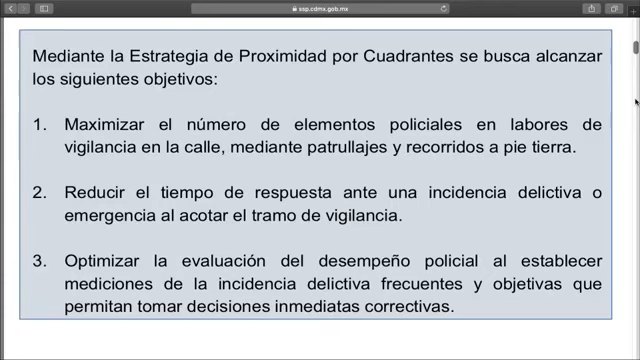 ssp.cdmx.gob.mx
Mediante la Estrategia de Proximidad por Cuadrantes se busca alcanzar
los siguientes objetivos:
1. Maximizar el número de elementos policiales en labores de
vigilancia en la calle, mediante patrullajes y recorridos a pie tierra.
2. Reducir el tiempo de respuesta ante una incidencia delictiva o
emergencia al acotar el tramo de vigilancia.
3. Optimizar la evaluación del desempeño policial al establecer
mediciones de la incidencia delictiva frecuentes y objetivas que
permitan tomar decisiones inmediatas correctivas.